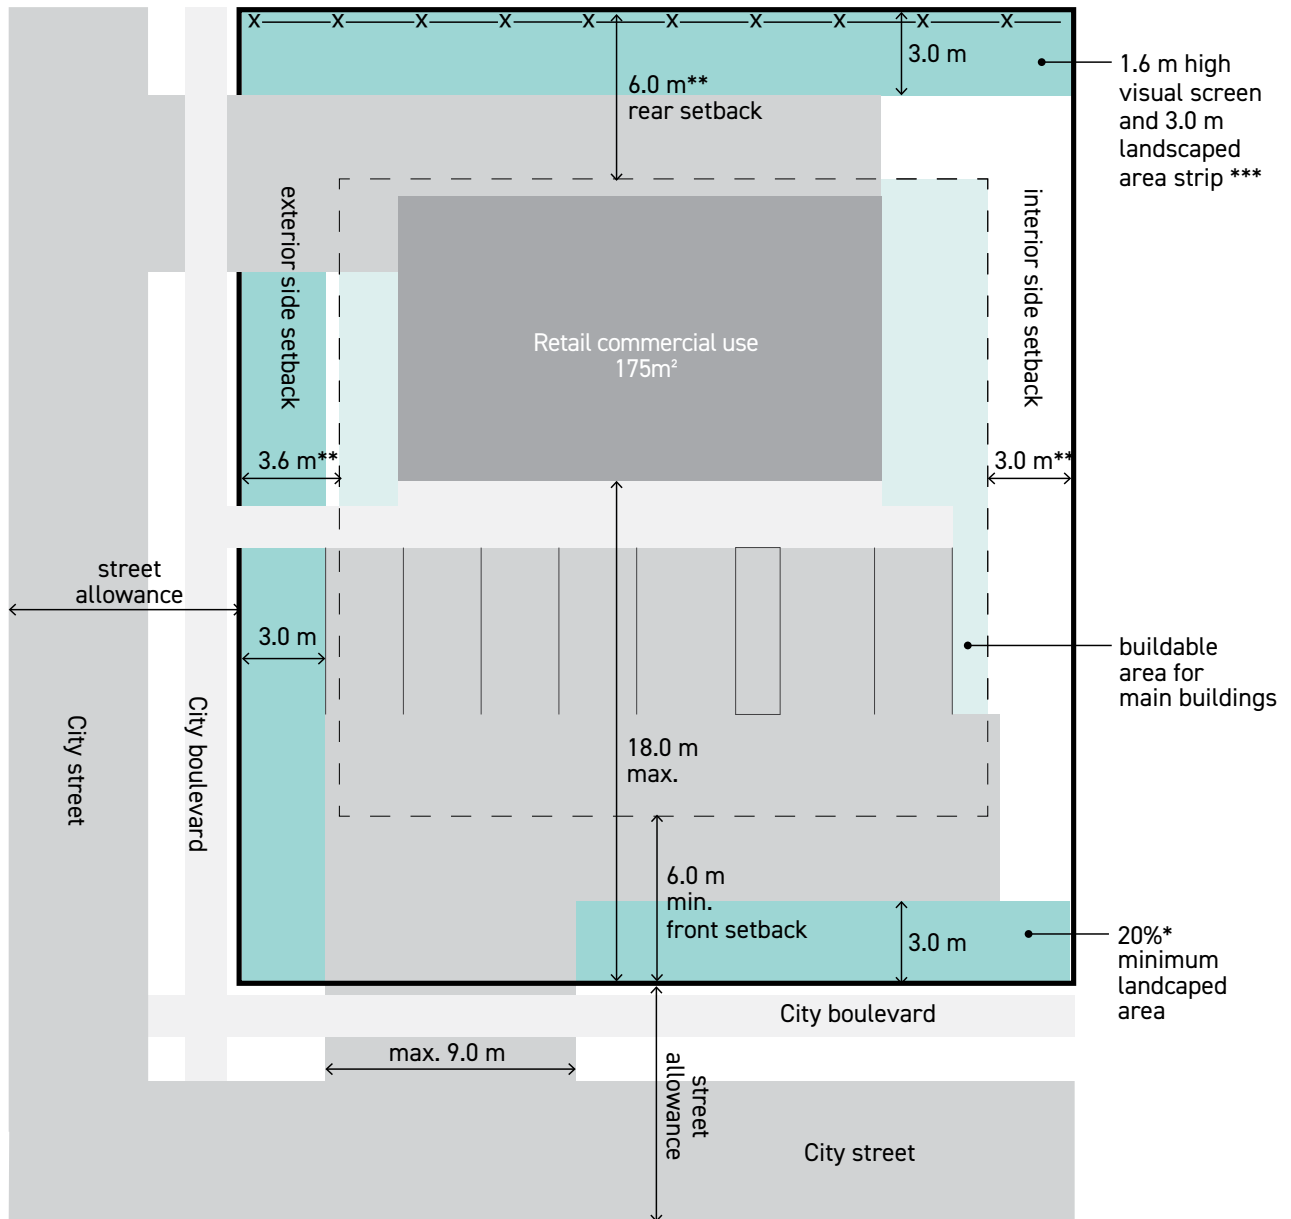 X X X X X X X X X X
3.0 m
6.0 m**
rear setback
1.6 m high
visual screen
and 3.0 m
landscaped
area strip ***
exterior side setback
interior side setback
Retail commercial use
175m²
3.6 m**
3.0 m**
street
allowance
3.0 m
buildable
area for
main buildings
City street
City boulevard
18.0 m
max.
6.0 m
min.
front setback
3.0 m
20%*
minimum
landcaped
area
City boulevard
max. 9.0 m
street
allowance
City street